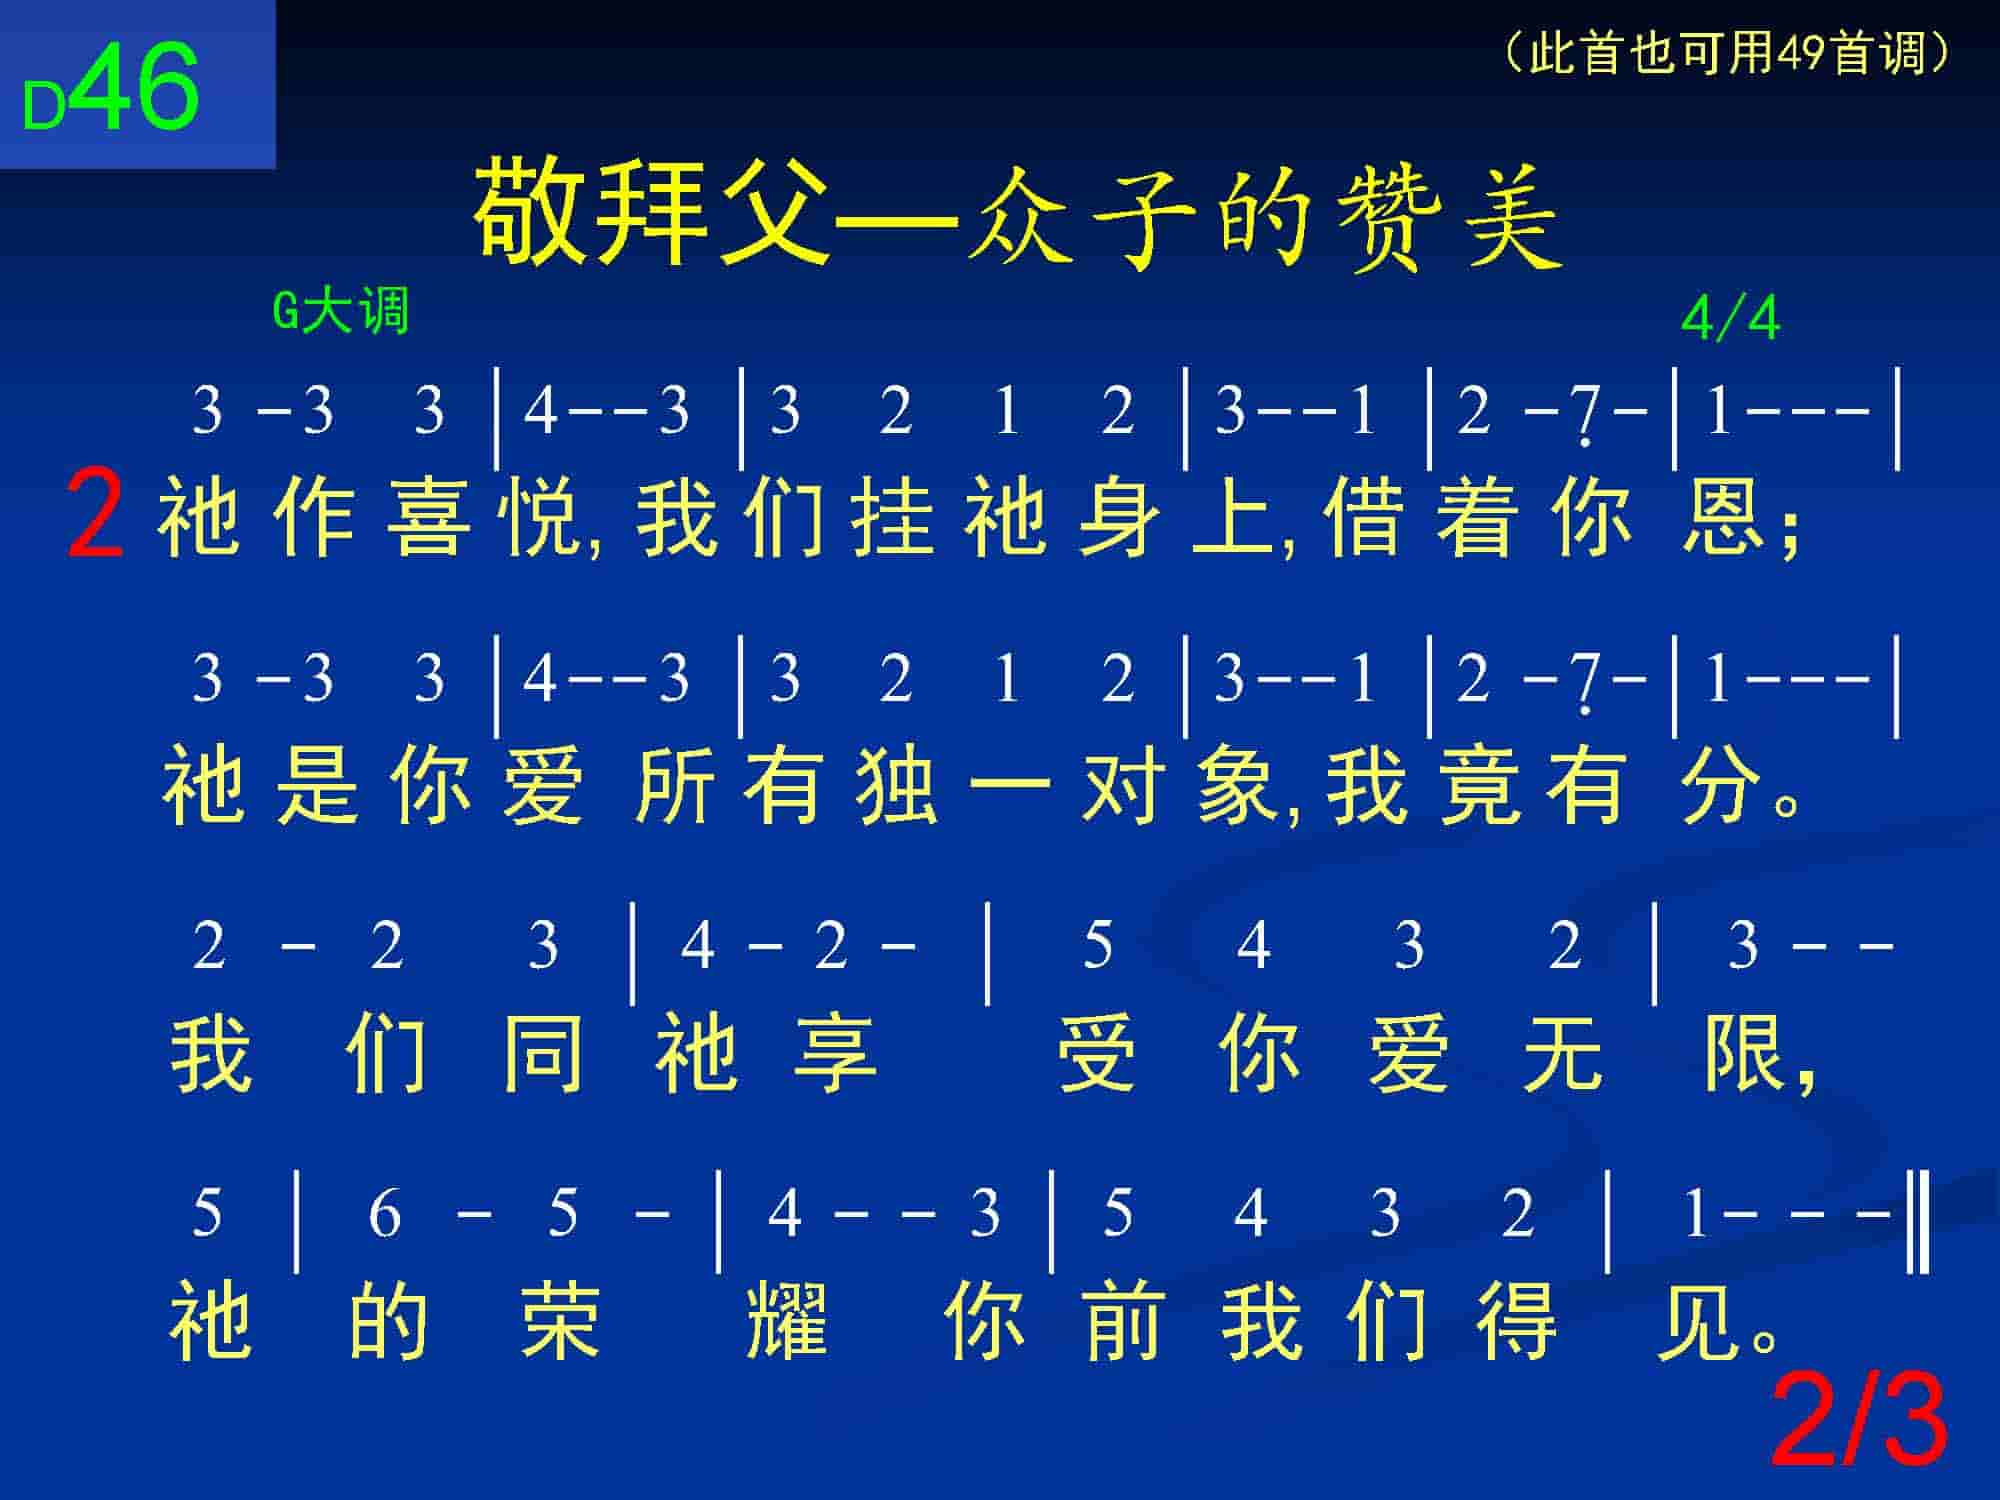 D46
（此首也可用49首调）
敬拜父—众子的赞美
G大调 4/4
3 -3 3 |4--3 |3 2 1 2 |3--1 |2 -7̣- |1--- |
2 祂作喜悦,我们挂祂身上,借着你 恩；
3 -3 3 |4--3 |3 2 1 2 |3--1 |2 -7̣- |1--- |
祂是你爱所有独一对象,我竟有 分。
2 - 2 3 | 4 - 2 - | 5 4 3 2 | 3 - -
我 们 同 祂 享 受 你 爱 无 限，
5 | 6 - 5 - | 4 - - 3 | 5 4 3 2 | 1- - -‖
祂 的 荣 耀 你 前 我 们 得 见。
2/3